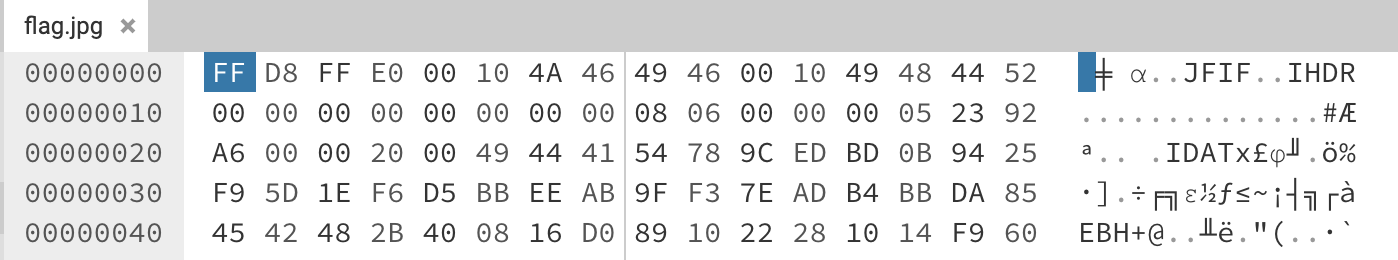 flag.jpg ×
00000000 FF D8 FF E0 00 10 4A 46 49 46 00 10 49 48 44 52 ╪ α..JFIF..IHDR
00000010 00 00 00 00 00 00 00 00 08 06 00 00 00 05 23 92 ..............#Æ
00000020 A6 00 00 20 00 49 44 41 54 78 9C ED BD 0B 94 25 ª.. .IDATx£φ╜.ö%
00000030 F9 5D 1E F6 D5 BB EE AB 9F F3 7E AD B4 BB DA 85 ·].÷╒╗ε½ƒ≤~¡┤╗┌à
00000040 45 42 48 2B 40 08 16 D0 89 10 22 28 10 14 F9 60 EBH+@..╨ë."(..·`